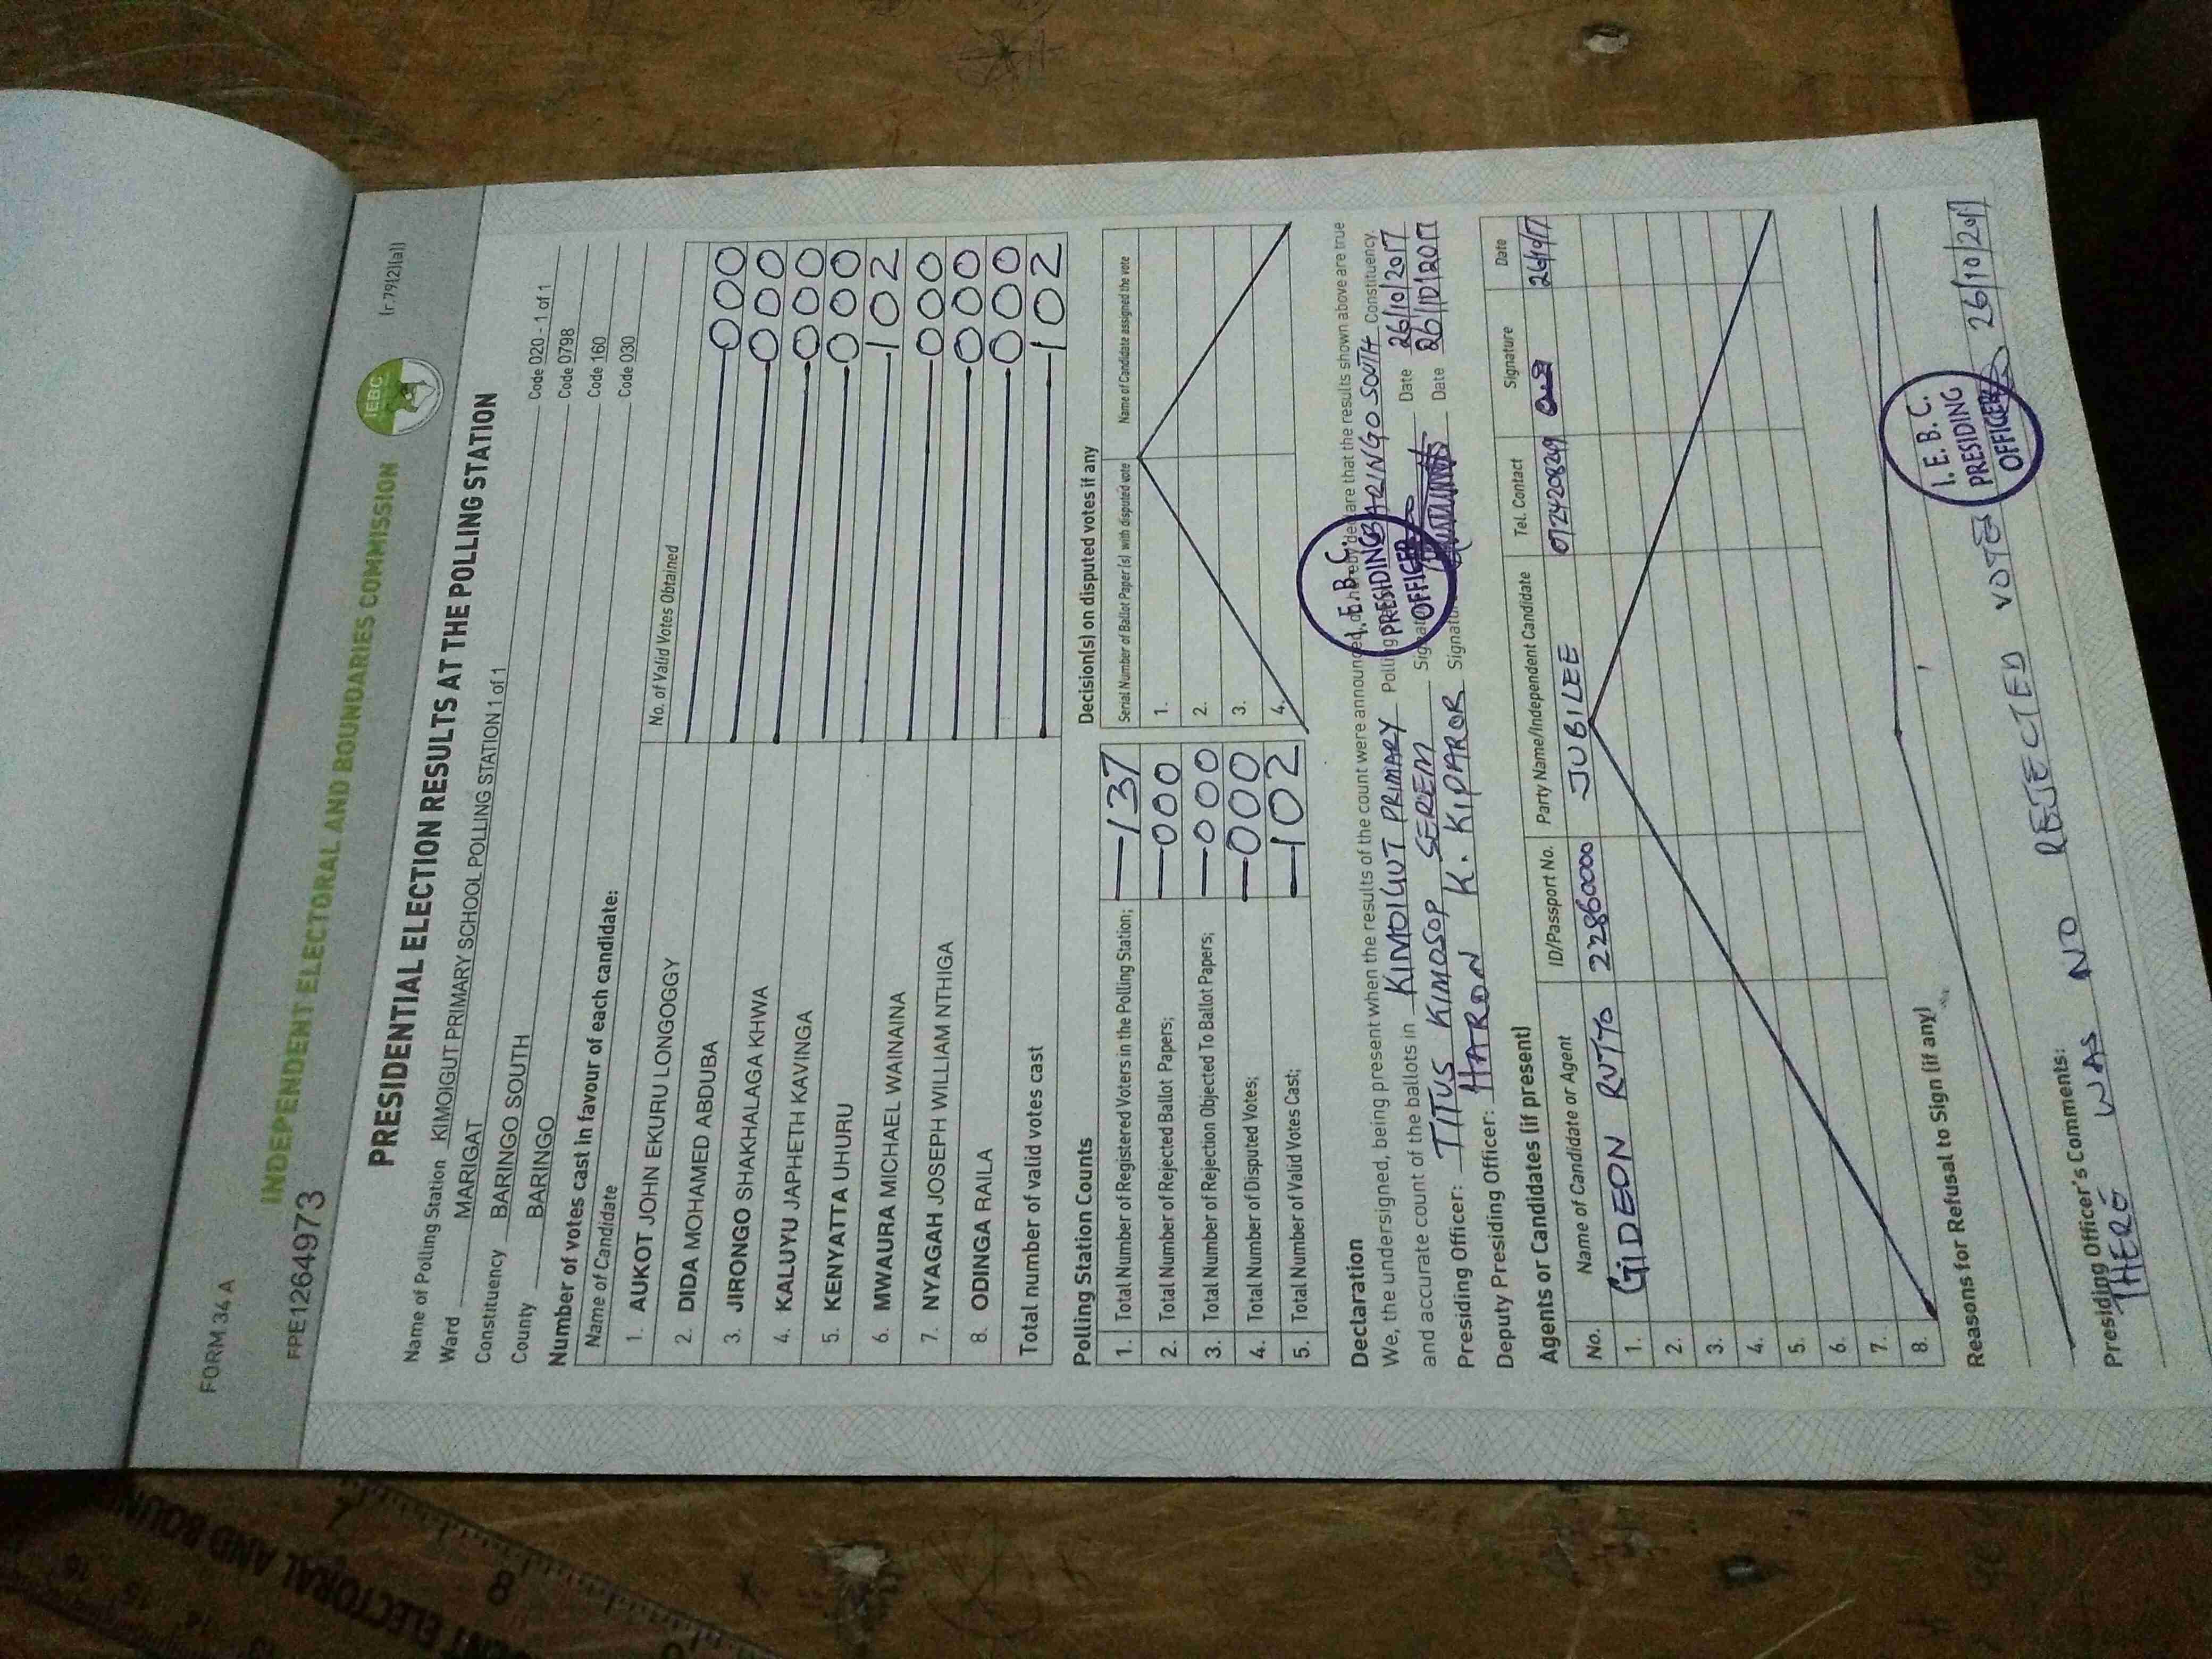 FORM 34 A
INDEPENDENT ELECTORAL AND BOUNDARIES COMMISSION
IEBC
(r.79(2)(a))
FPE1264973
PRESIDENTIAL ELECTION RESULTS AT THE POLLING STATION
Name of Polling Station KIMOIGUT PRIMARY SCHOOL POLLING STATION 1 of 1 Code 020 - 1 of 1
Ward MARIGAT Code 0798
Constituency BARINGO SOUTH Code 160
County BARINGO Code 030
Number of votes cast in favour of each candidate:
Name of Candidate No. of Valid Votes Obtained
1. AUKOT JOHN EKURU LONGOGGY 000
2. DIDA MOHAMED ABDUBA 000
3. JIRONGO SHAKHALAGA KHWA 000
4. KALUYU JAPHETH KAVINGA 000
5. KENYATTA UHURU 102
6. MWAURA MICHAEL WAINAINA 000
7. NYAGAH JOSEPH WILLIAM NTHIGA 000
8. ODINGA RAILA 000
Total number of valid votes cast 102
Polling Station Counts
1. Total Number of Registered Voters in the Polling Station; 137
2. Total Number of Rejected Ballot Papers; 000
3. Total Number of Rejection Objected To Ballot Papers; 000
4. Total Number of Disputed Votes; 000
5. Total Number of Valid Votes Cast; 102
Decision(s) on disputed votes if any
Serial Number of Ballot Paper (s) with disputed vote Name of Candidate assigned the vote
1.
2.
3.
4.
Declaration
We, the undersigned, being present when the results of the count were announced, do hereby declare that the results shown above are true
and accurate count of the ballots in KIMOIGUT PRIMARY Polling BARINGO SOUTH Constituency.
Presiding Officer: TITUS KIMOSOP SEREM Signature Date 26/10/2017
Deputy Presiding Officer: HARON K. KIPAROR Signature Date 26/10/2017
I.E.B.C. PRESIDING OFFICER
Agents or Candidates (if present)
No. Name of Candidate or Agent ID/Passport No. Party Name/Independent Candidate Tel. Contact Signature Date
1. GIDEON RUTTO 22860000 JUBILEE 0724208249 26/10/17
2.
3.
4.
5.
6.
7.
8.
Reasons for Refusal to Sign (if any)
Presiding Officer's Comments:
THERE WAS NO REJECTED VOTE 26/10/2017
I.E.B.C. PRESIDING OFFICER
ENT ELECTORAL AND BOUN
7
8
13 14 15 16